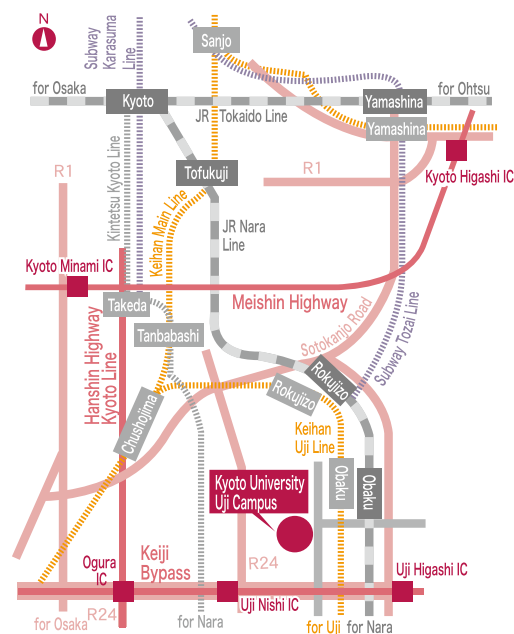 N
Subway
Karasuma
Line
Sanjo
for Osaka
Kyoto
Yamashina
for Ohtsu
JR Tokaido Line
Yamashina
Kintetsu Kyoto Line
Tofukuji
R1
R1
Kyoto Higashi IC
Keihan Main Line
JR Nara
Line
Kyoto Minami IC
Takeda
Meishin Highway
Subway Tozai Line
Tanbabashi
Sotokanjo Road
Hanshin Highway
Kyoto Line
Rokujizo
Rokujizo
Chushojima
Keihan
Uji Line
Obaku
Obaku
Kyoto University
Uji Campus
Ogura
IC
Keiji
Bypass
R24
Uji Higashi IC
Uji Nishi IC
R24
for Osaka
for Nara
for Uji
for Nara